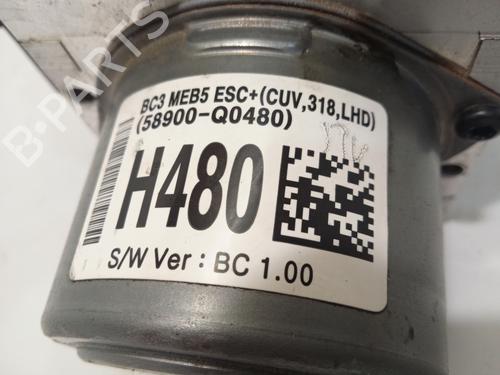 B-PARTS
BC3 MEB5 ESC+(CUV,318,LHD)
(58900-Q0480)
H480
S/W Ver : BC 1.00